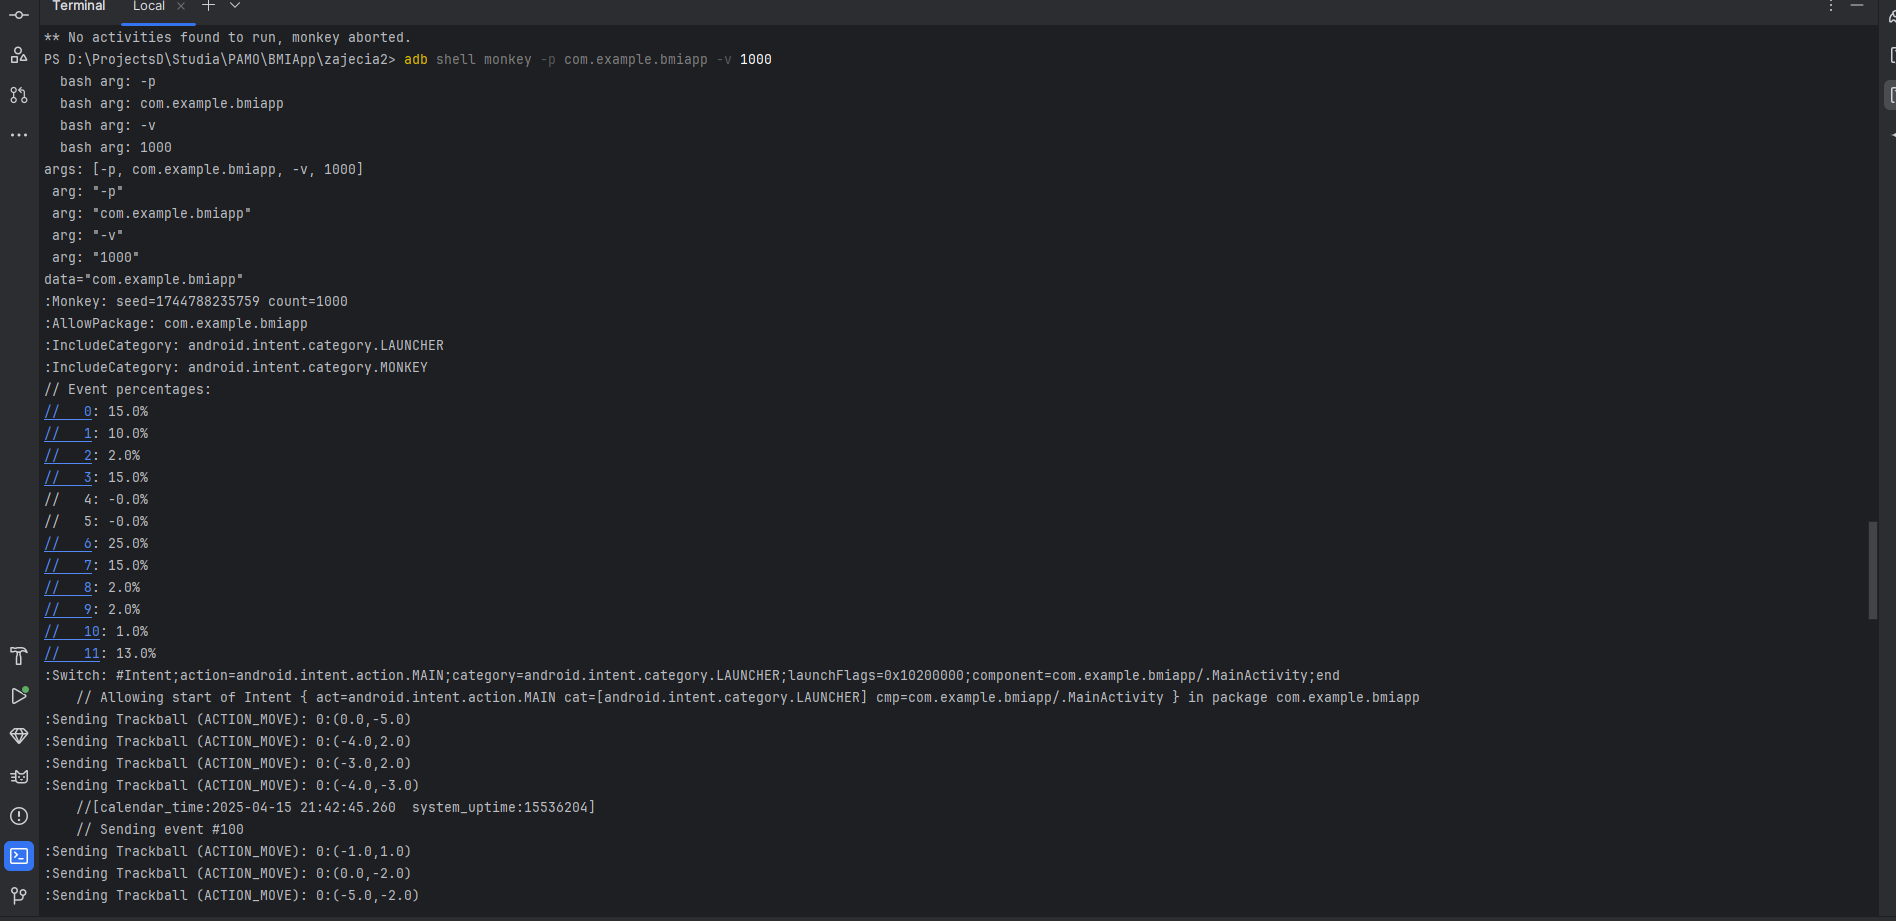 Terminal Local
** No activities found to run, monkey aborted.
PS D:\ProjectsD\Studia\PAMO\BMIApp\zajecia2> adb shell monkey -p com.example.bmiapp -v 1000
  bash arg: -p
  bash arg: com.example.bmiapp
  bash arg: -v
  bash arg: 1000
args: [-p, com.example.bmiapp, -v, 1000]
 arg: "-p"
 arg: "com.example.bmiapp"
 arg: "-v"
 arg: "1000"
data="com.example.bmiapp"
:Monkey: seed=1744788235759 count=1000
:AllowPackage: com.example.bmiapp
:IncludeCategory: android.intent.category.LAUNCHER
:IncludeCategory: android.intent.category.MONKEY
// Event percentages:
//   0: 15.0%
//   1: 10.0%
//   2: 2.0%
//   3: 15.0%
//   4: -0.0%
//   5: -0.0%
//   6: 25.0%
//   7: 15.0%
//   8: 2.0%
//   9: 2.0%
//   10: 1.0%
//   11: 13.0%
:Switch: #Intent;action=android.intent.action.MAIN;category=android.intent.category.LAUNCHER;launchFlags=0x10200000;component=com.example.bmiapp/.MainActivity;end
    // Allowing start of Intent { act=android.intent.action.MAIN cat=[android.intent.category.LAUNCHER] cmp=com.example.bmiapp/.MainActivity } in package com.example.bmiapp
:Sending Trackball (ACTION_MOVE): 0:(0.0,-5.0)
:Sending Trackball (ACTION_MOVE): 0:(-4.0,2.0)
:Sending Trackball (ACTION_MOVE): 0:(-3.0,2.0)
:Sending Trackball (ACTION_MOVE): 0:(-4.0,-3.0)
    //[calendar_time:2025-04-15 21:42:45.260  system_uptime:15536204]
    // Sending event #100
:Sending Trackball (ACTION_MOVE): 0:(-1.0,1.0)
:Sending Trackball (ACTION_MOVE): 0:(0.0,-2.0)
:Sending Trackball (ACTION_MOVE): 0:(-5.0,-2.0)